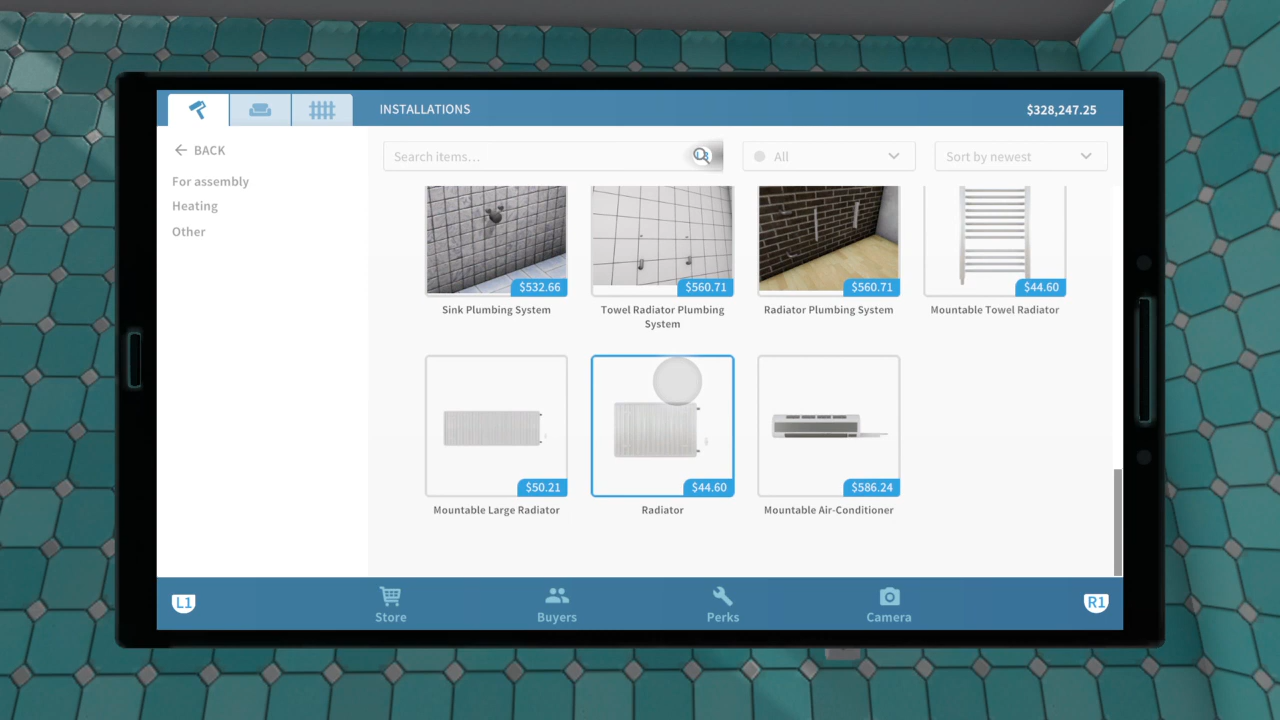 INSTALLATIONS
$328,247.25
BACK
For assembly
Heating
Other
Search items...
All
Sort by newest
$532.66
$560.71
$560.71
$44.60
Sink Plumbing System
Towel Radiator Plumbing
System
Radiator Plumbing System
Mountable Towel Radiator
$50.21
$44.60
$586.24
Mountable Large Radiator
Radiator
Mountable Air-Conditioner
L1
Store
Buyers
Perks
Camera
R1